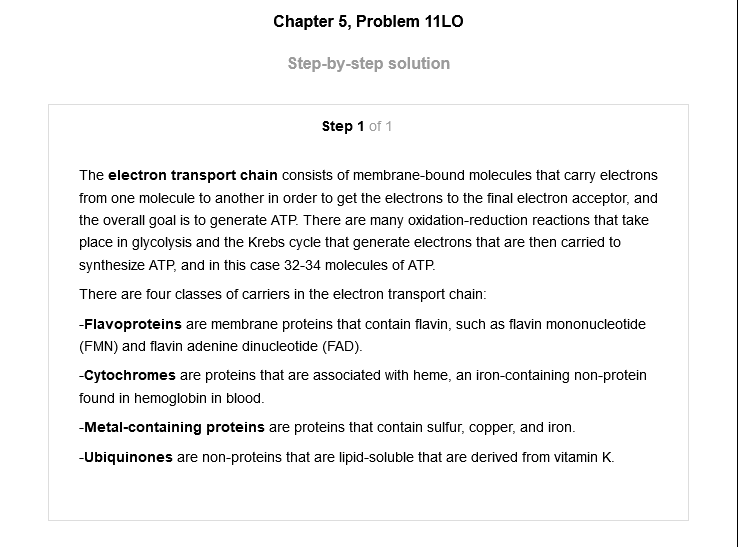 Chapter 5, Problem 11LO
Step-by-step solution
Step 1 of 1
The electron transport chain consists of membrane-bound molecules that carry electrons
from one molecule to another in order to get the electrons to the final electron acceptor, and
the overall goal is to generate ATP. There are many oxidation-reduction reactions that take
place in glycolysis and the Krebs cycle that generate electrons that are then carried to
synthesize ATP, and in this case 32-34 molecules of ATP.
There are four classes of carriers in the electron transport chain:
-Flavoproteins are membrane proteins that contain flavin, such as flavin mononucleotide
(FMN) and flavin adenine dinucleotide (FAD).
-Cytochromes are proteins that are associated with heme, an iron-containing non-protein
found in hemoglobin in blood.
-Metal-containing proteins are proteins that contain sulfur, copper, and iron.
-Ubiquinones are non-proteins that are lipid-soluble that are derived from vitamin K.